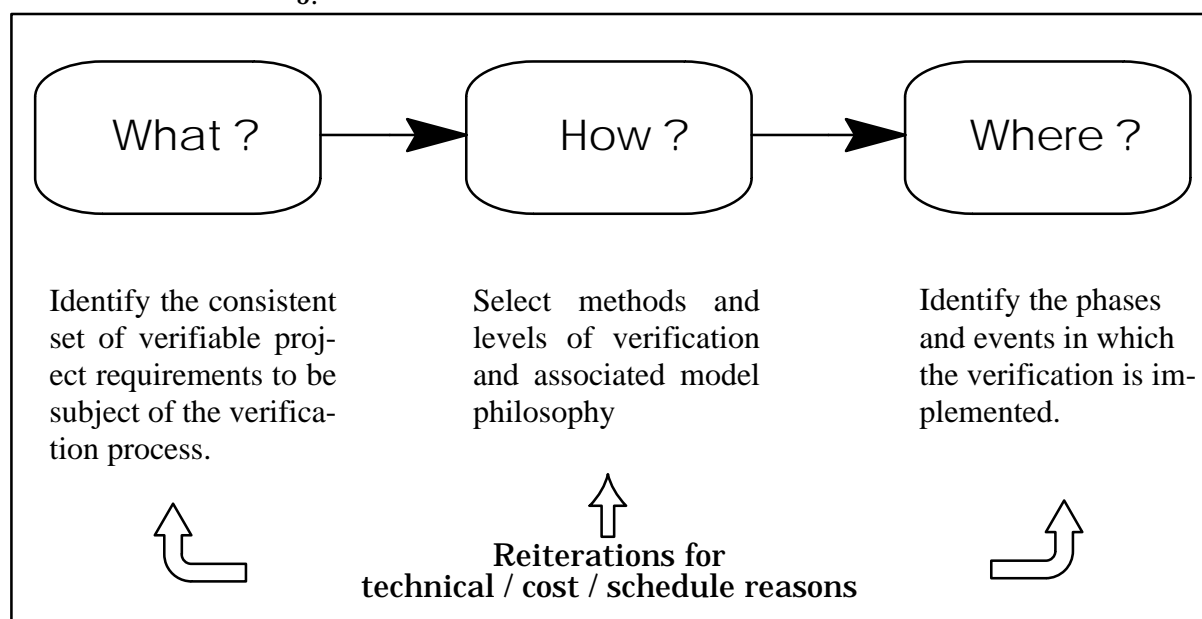 What ?
How ?
Where ?
Identify the consistent
set of verifiable proj-
ect requirements to be
subject of the verifica-
tion process.
Select methods and
levels of verification
and associated model
philosophy
Identify the phases
and events in which
the verification is im-
plemented.
Reiterations for
technical / cost / schedule reasons